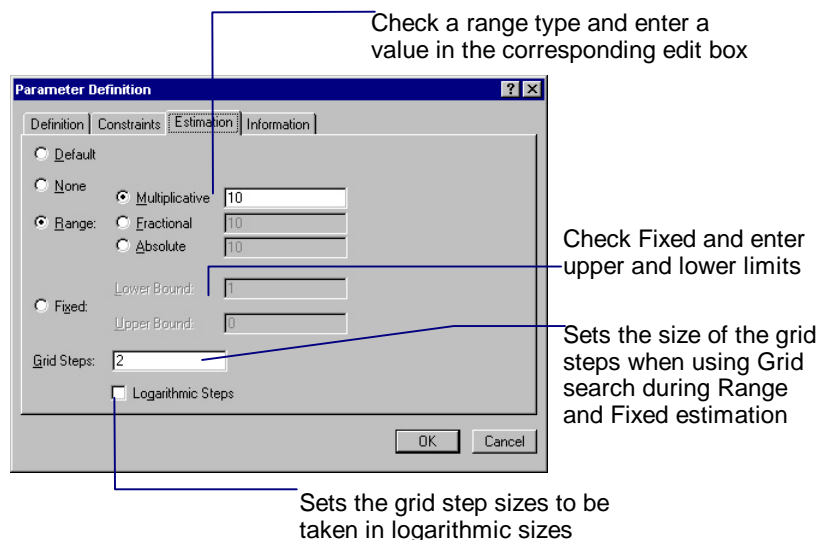 Check a range type and enter a
value in the corresponding edit box
Parameter Definition
Definition Constraints Estimation Information
Default
None
Multiplicative 10
Range: Fractional 10
Absolute 10
Check Fixed and enter
upper and lower limits
Lower Bound: 1
Fixed:
Upper Bound: 0
Sets the size of the grid
steps when using Grid
search during Range
and Fixed estimation
Grid Steps: 2
Logarithmic Steps
OK Cancel
Sets the grid step sizes to be
taken in logarithmic sizes